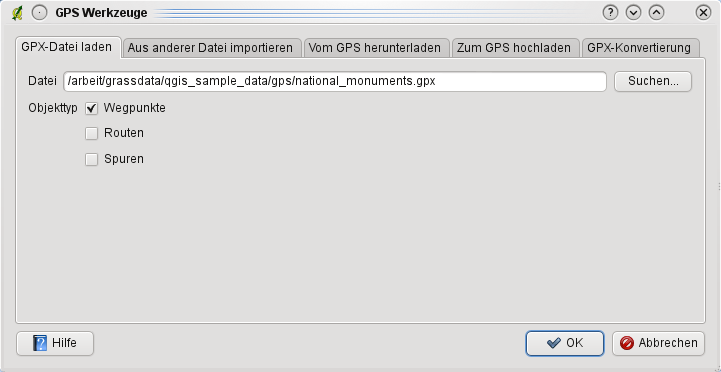 GPS Werkzeuge
GPX-Datei laden Aus anderer Datei importieren Vom GPS herunterladen Zum GPS hochladen GPX-Konvertierung
Datei /arbeit/grassdata/qgis_sample_data/gps/national_monuments.gpx Suchen...
Objekttyp Wegpunkte
Routen
Spuren
Hilfe OK Abbrechen